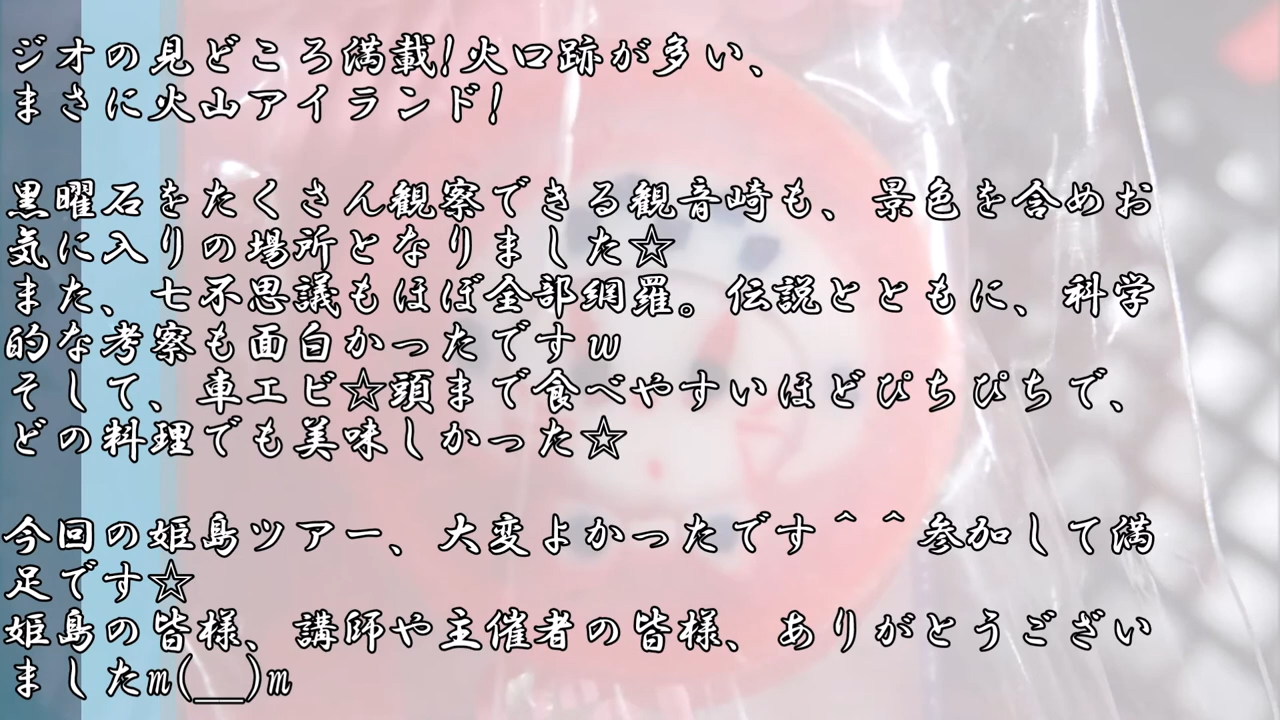 ジオの見どころ満載!火口跡が多い、
まさに火山アイランド!
黒曜石をたくさん観察できる観音崎も、景色を含めお
気に入りの場所となりました☆
また、七不思議もほぼ全部網羅。伝説とともに、科学
的な考察も面白かったですｗ
そして、車エビ☆頭まで食べやすいほどぴちぴちで、
どの料理でも美味しかった☆
今回の姫島ツアー、大変よかったです＾＾参加して満
足です☆
姫島の皆様、講師や主催者の皆様、ありがとうござい
ましたm(__)m